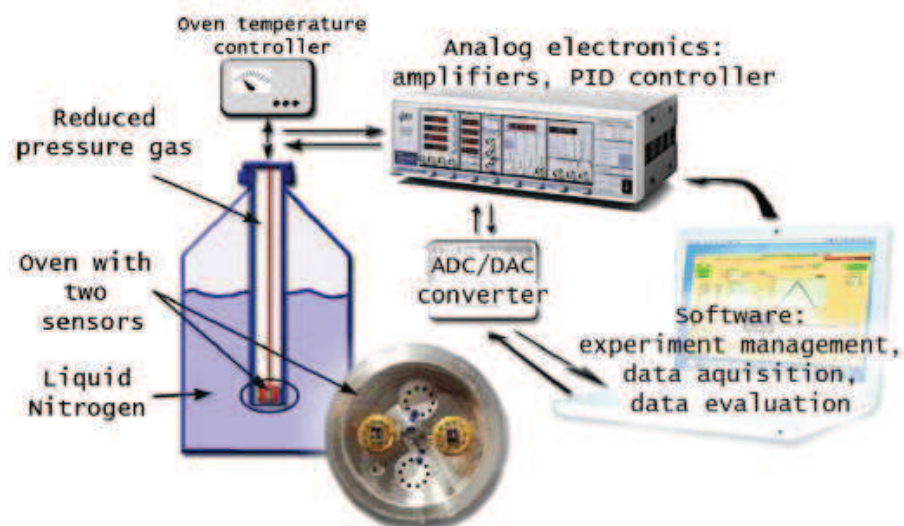 Oven temperature
controller
Analog electronics:
amplifiers, PID controller
Reduced
pressure gas
Oven with
two
sensors
ADC/DAC
converter
Software:
experiment management,
data aquisition,
data evaluation
Liquid
Nitrogen